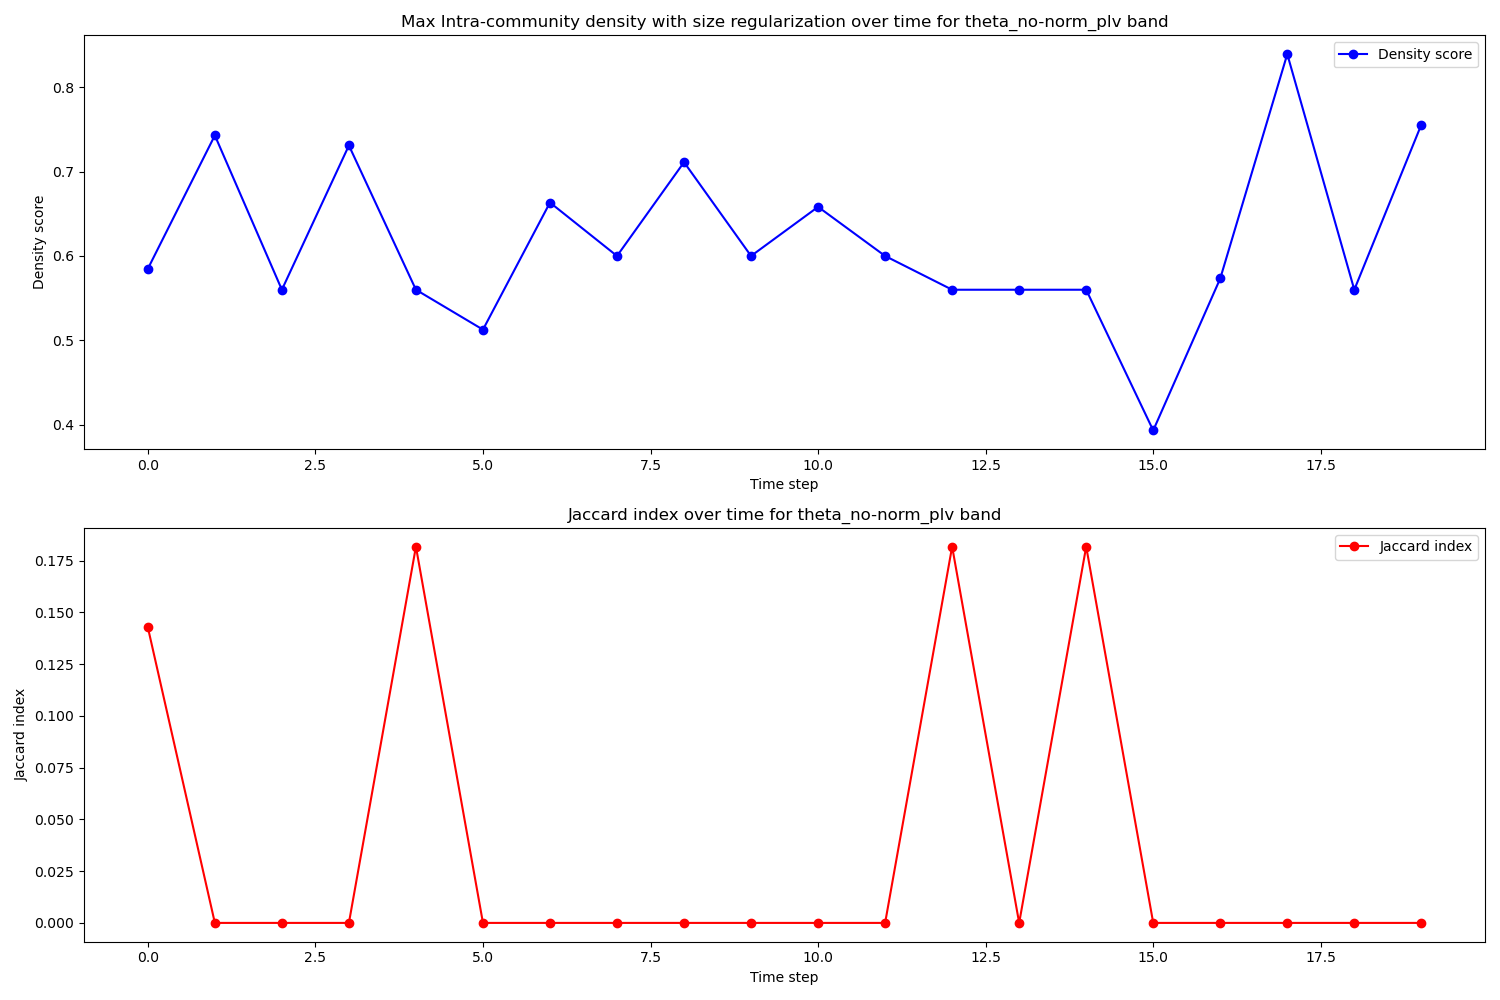 Max Intra-community density with size regularization over time for theta_no-norm_plv band
Density score
0.8
0.7
0.6
0.5
0.4
Density score
0.0 2.5 5.0 7.5 10.0 12.5 15.0 17.5
Time step
Jaccard index over time for theta_no-norm_plv band
Jaccard index
0.175
0.150
0.125
0.100
0.075
0.050
0.025
0.000
Jaccard index
0.0 2.5 5.0 7.5 10.0 12.5 15.0 17.5
Time step